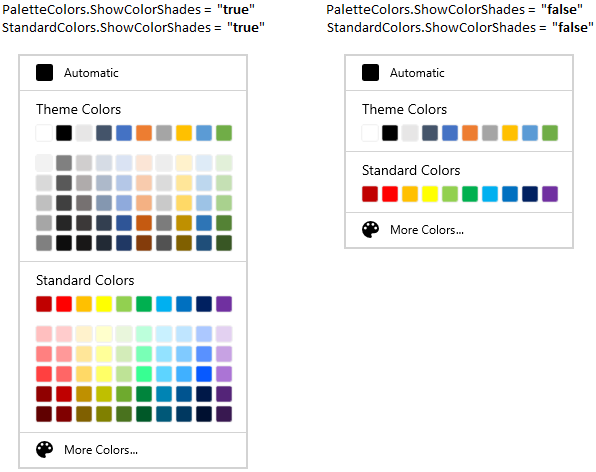 PaletteColors.ShowColorShades = "true"
StandardColors.ShowColorShades = "true"
Automatic
Theme Colors
Standard Colors
More Colors...
PaletteColors.ShowColorShades = "false"
StandardColors.ShowColorShades = "false"
Automatic
Theme Colors
Standard Colors
More Colors...